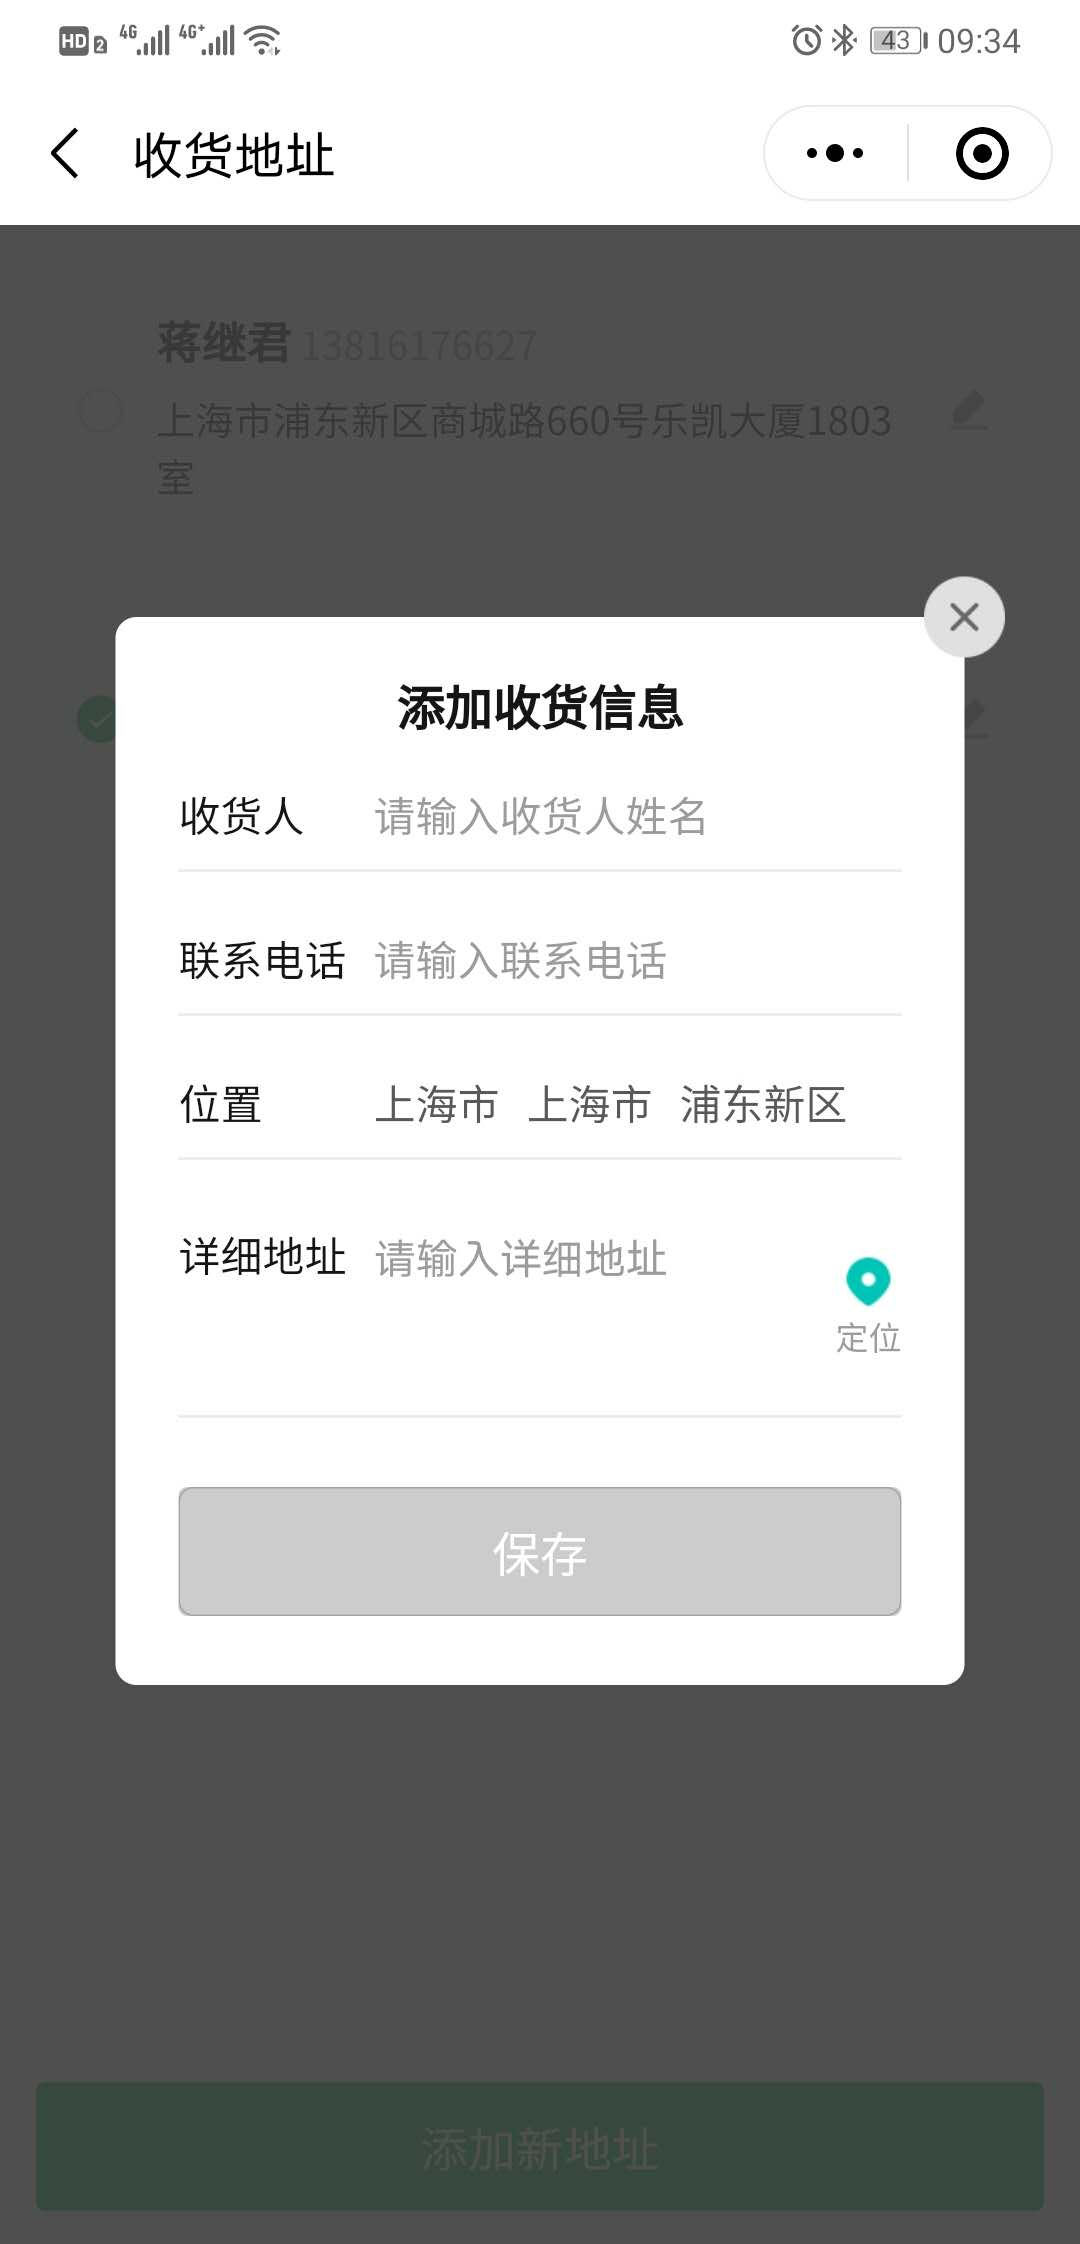 HD 2 4G 4G+ 43 09:34
收货地址
蒋继君 13816176627
上海市浦东新区商城路660号乐凯大厦1803
室
添加收货信息
收货人 请输入收货人姓名
联系电话 请输入联系电话
位置 上海市 上海市 浦东新区
详细地址 请输入详细地址
定位
保存
添加新地址